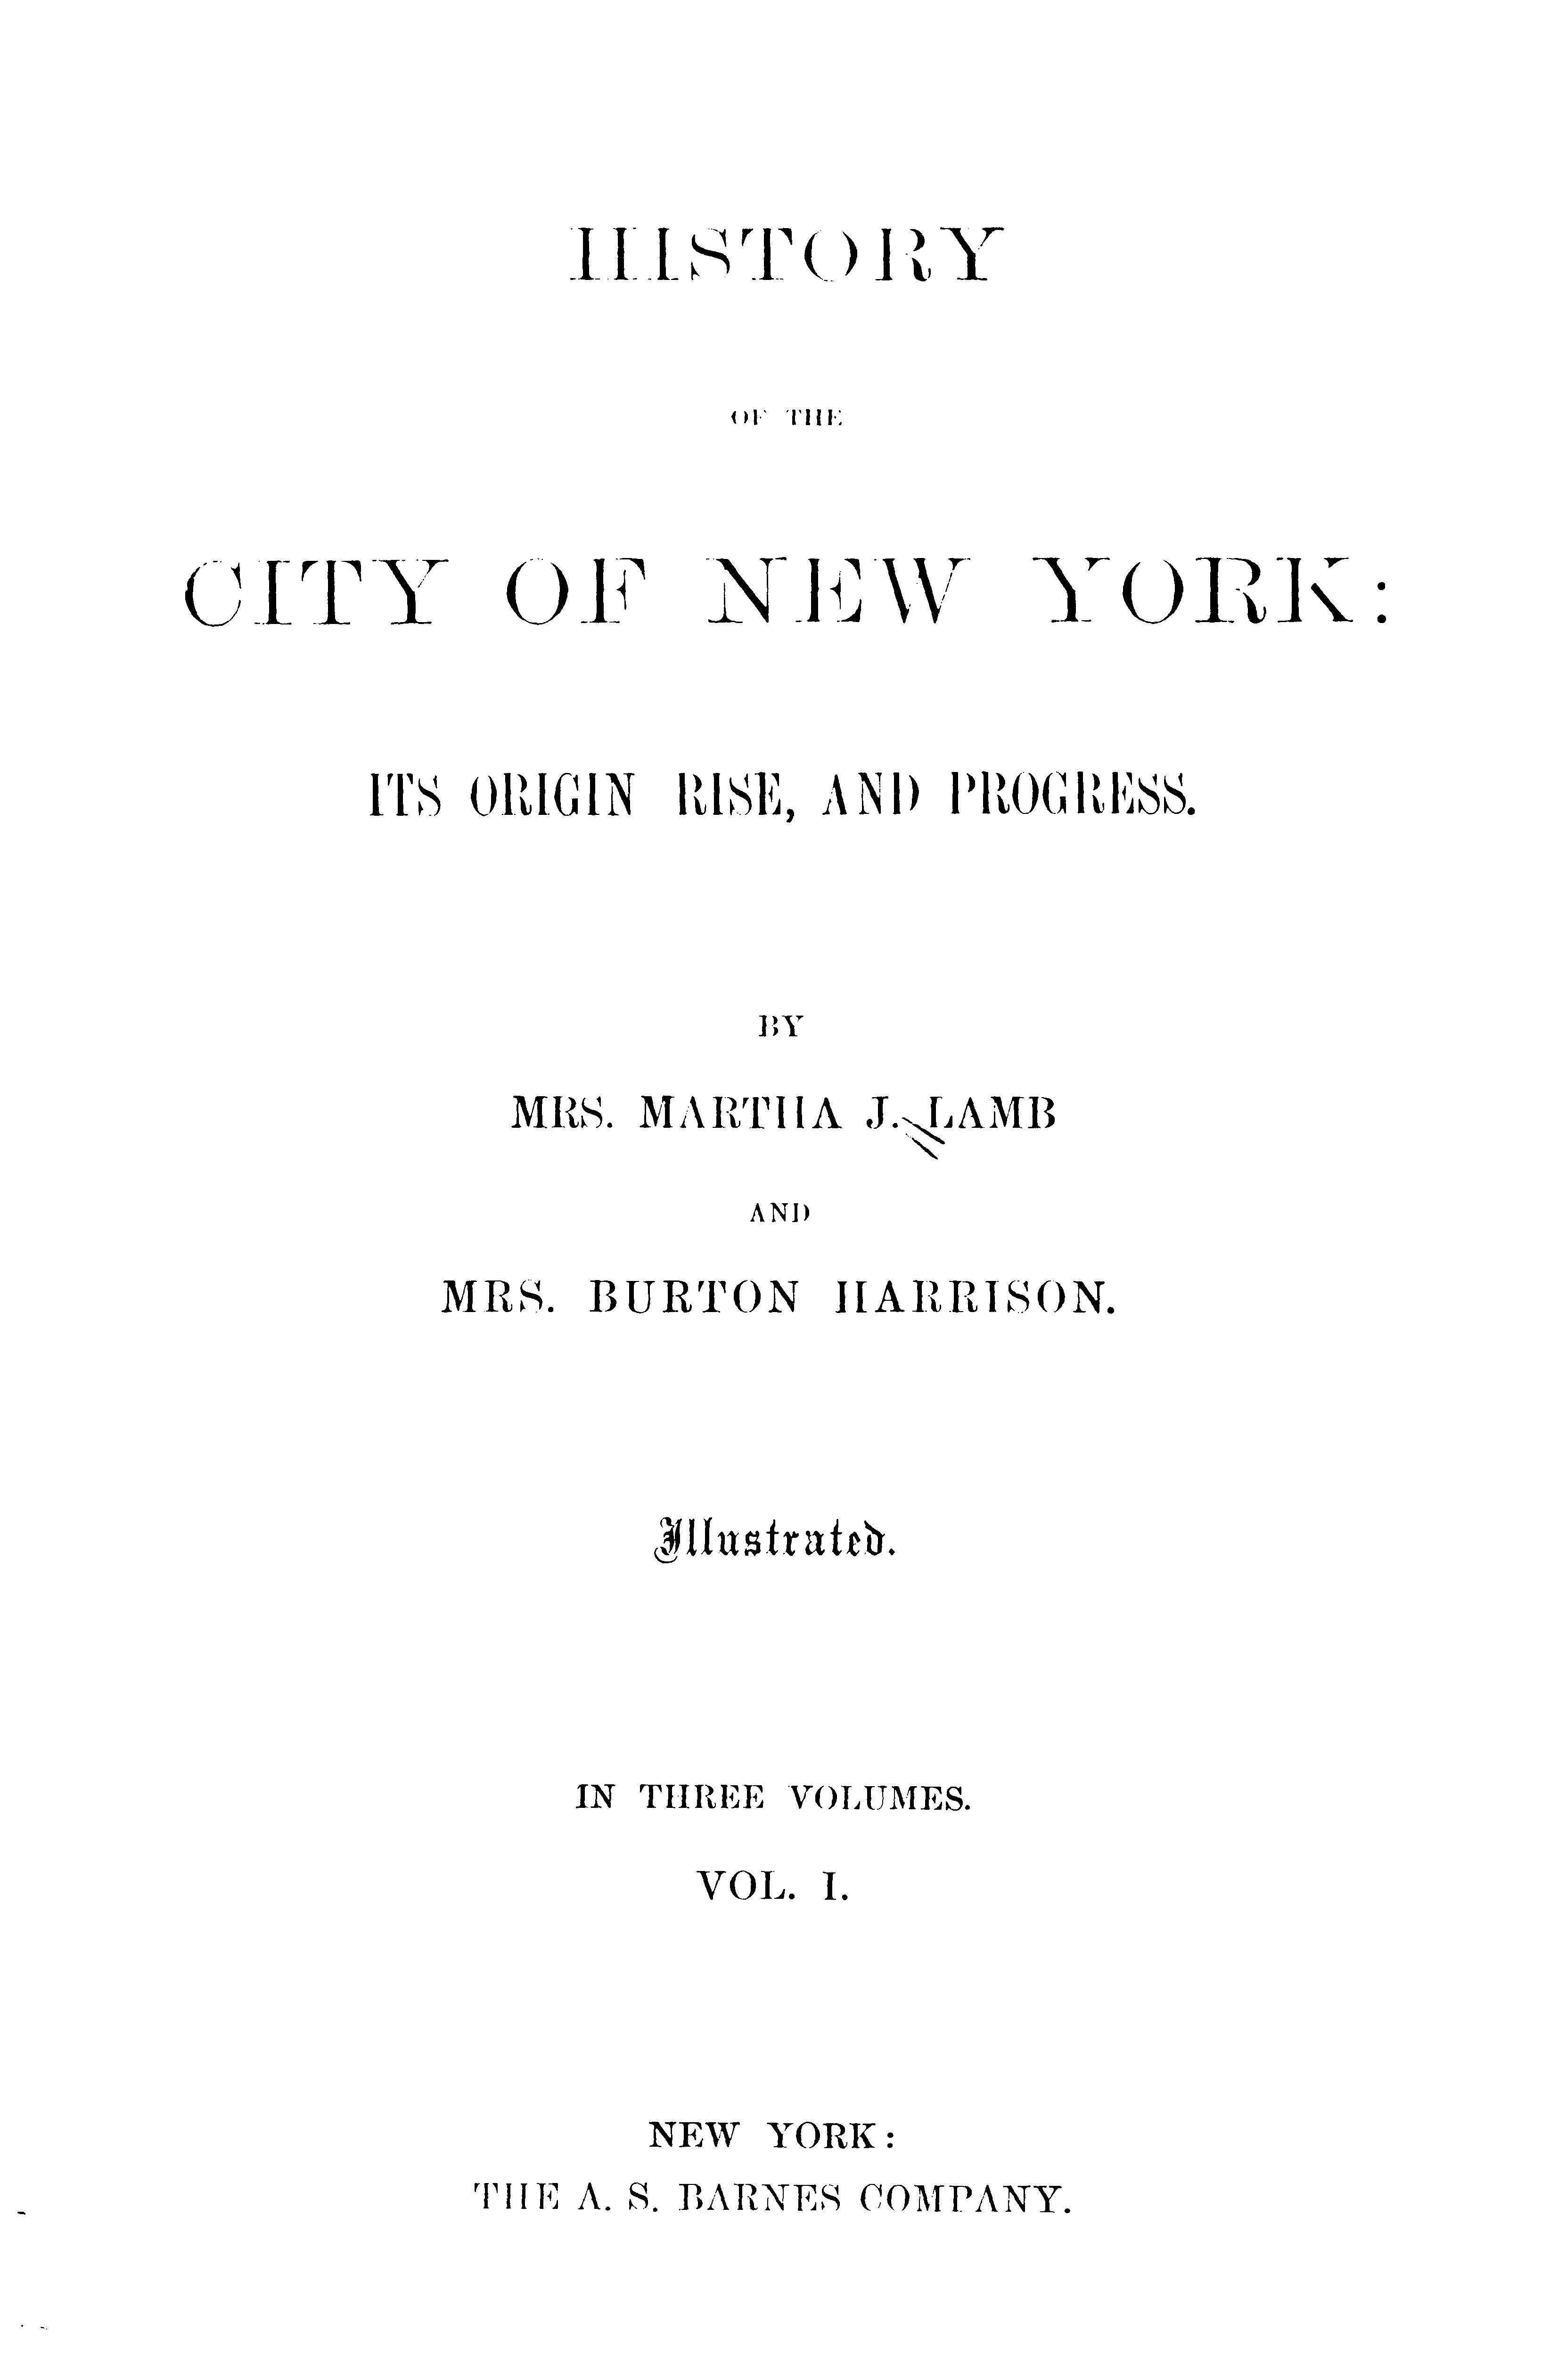 HISTORY
OF THE
CITY OF NEW YORK:
ITS ORIGIN RISE, AND PROGRESS.
BY
MRS. MARTHA J. LAMB
AND
MRS. BURTON HARRISON.
Illustrated.
IN THREE VOLUMES.
VOL. I.
NEW YORK:
THE A. S. BARNES COMPANY.